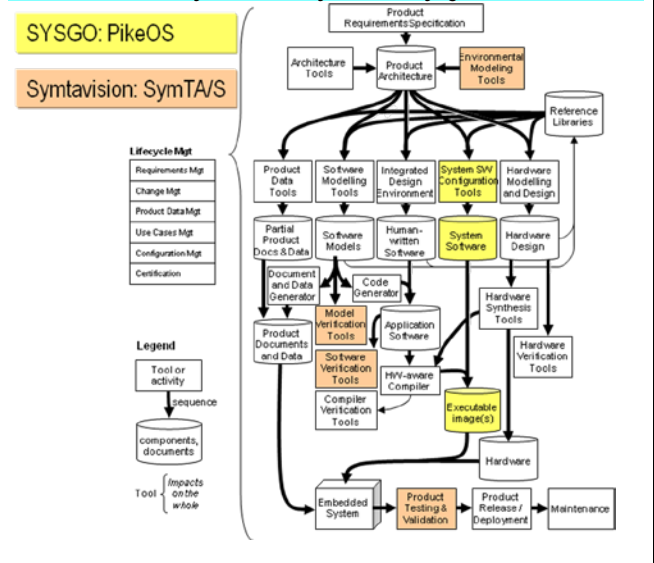 SYSGO: PikeOS
Symtavision: SymTA/S
Product
Requirements Specification
Architecture
Tools
Product
Architecture
Environmental
Modeling
Tools
Reference
Libraries
Lifecycle Mgt
Requirements Mgt
Change Mgt
Product Data Mgt
Use Cases Mgt
Configuration Mgt
Certification
Product
Data
Tools
Software
Modelling
Tools
Integrated
Design
Environment
System SW
Configuration
Tools
Hardware
Modelling
and Design
Partial
Product
Docs & Data
Software
Models
Human-
written
Software
System
Software
Hardware
Design
Document
and Data
Generator
Code
Generator
Hardware
Synthesis
Tools
Model
Verification
Tools
Application
Software
Product
Documents
and Data
Hardware
Verification
Tools
Software
Verification
Tools
HW-aware
Compiler
Compiler
Verification
Tools
Executable
image(s)
Hardware
Legend
Tool or
activity
sequence
components,
documents
Tool
Impacts
on the
whole
Embedded
System
Product
Testing &
Validation
Product
Release /
Deployment
Maintenance